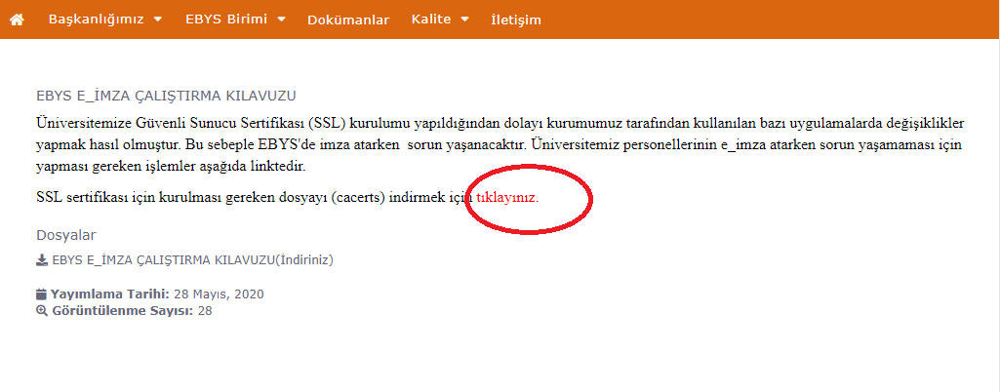 Başkanlığımız EBYS Birimi Dokümanlar Kalite İletişim
EBYS E_İMZA ÇALIŞTIRMA KILAVUZU
Üniversitemize Güvenli Sunucu Sertifikası (SSL) kurulumu yapıldığından dolayı kurumumuz tarafından kullanılan bazı uygulamalarda değişiklikler
yapmak hasıl olmuştur. Bu sebeple EBYS'de imza atarken sorun yaşanacaktır. Üniversitemiz personellerinin e_imza atarken sorun yaşamaması için
yapması gereken işlemler aşağıda linktedir.
SSL sertifikası için kurulması gereken dosyayı (cacerts) indirmek için tıklayınız.
Dosyalar
EBYS E_İMZA ÇALIŞTIRMA KILAVUZU(İndiriniz)
Yayımlama Tarihi: 28 Mayıs, 2020
Görüntülenme Sayısı: 28